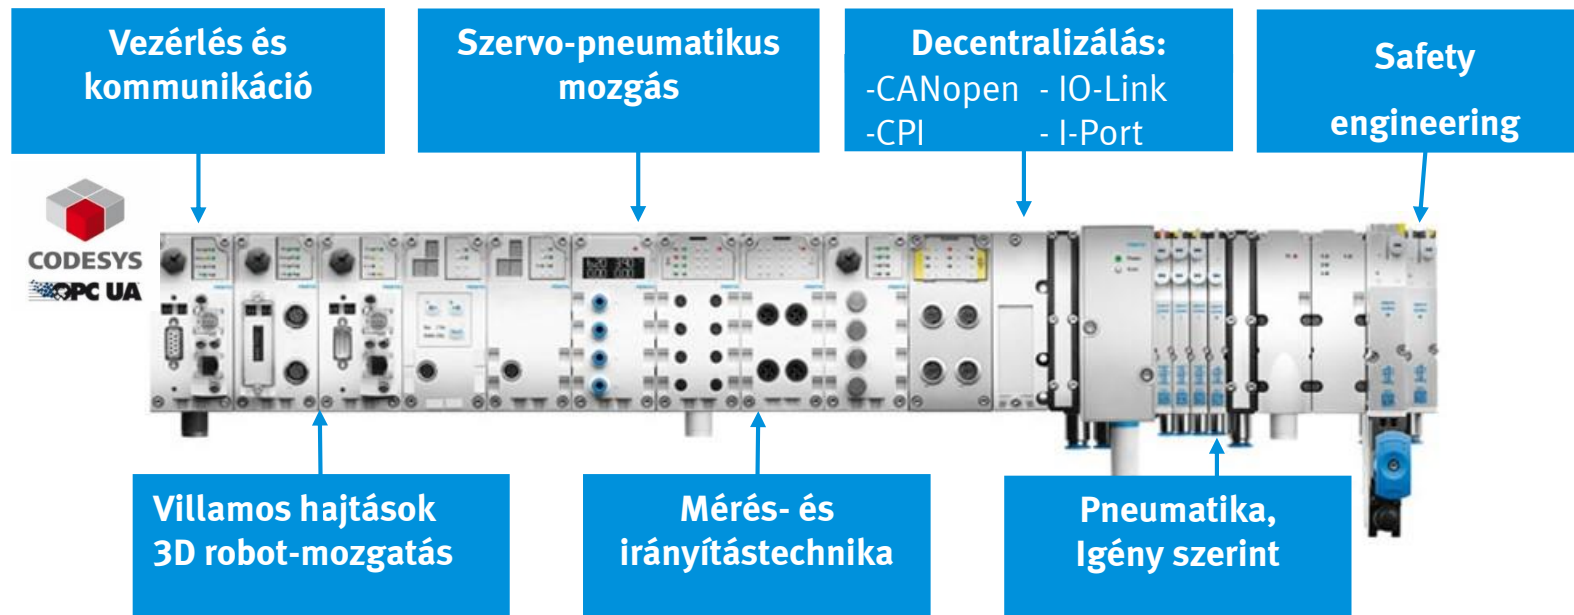 Vezérlés és
kommunikáció
Szervo-pneumatikus
mozgás
Decentralizálás:
-CANopen - IO-Link
-CPI - I-Port
Safety
engineering
CODESYS
OPC UA
Villamos hajtások
3D robot-mozgatás
Mérés- és
irányítástechnika
Pneumatika,
Igény szerint